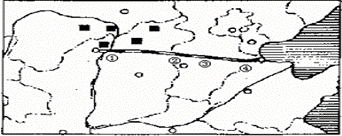 ① ② ③ ④